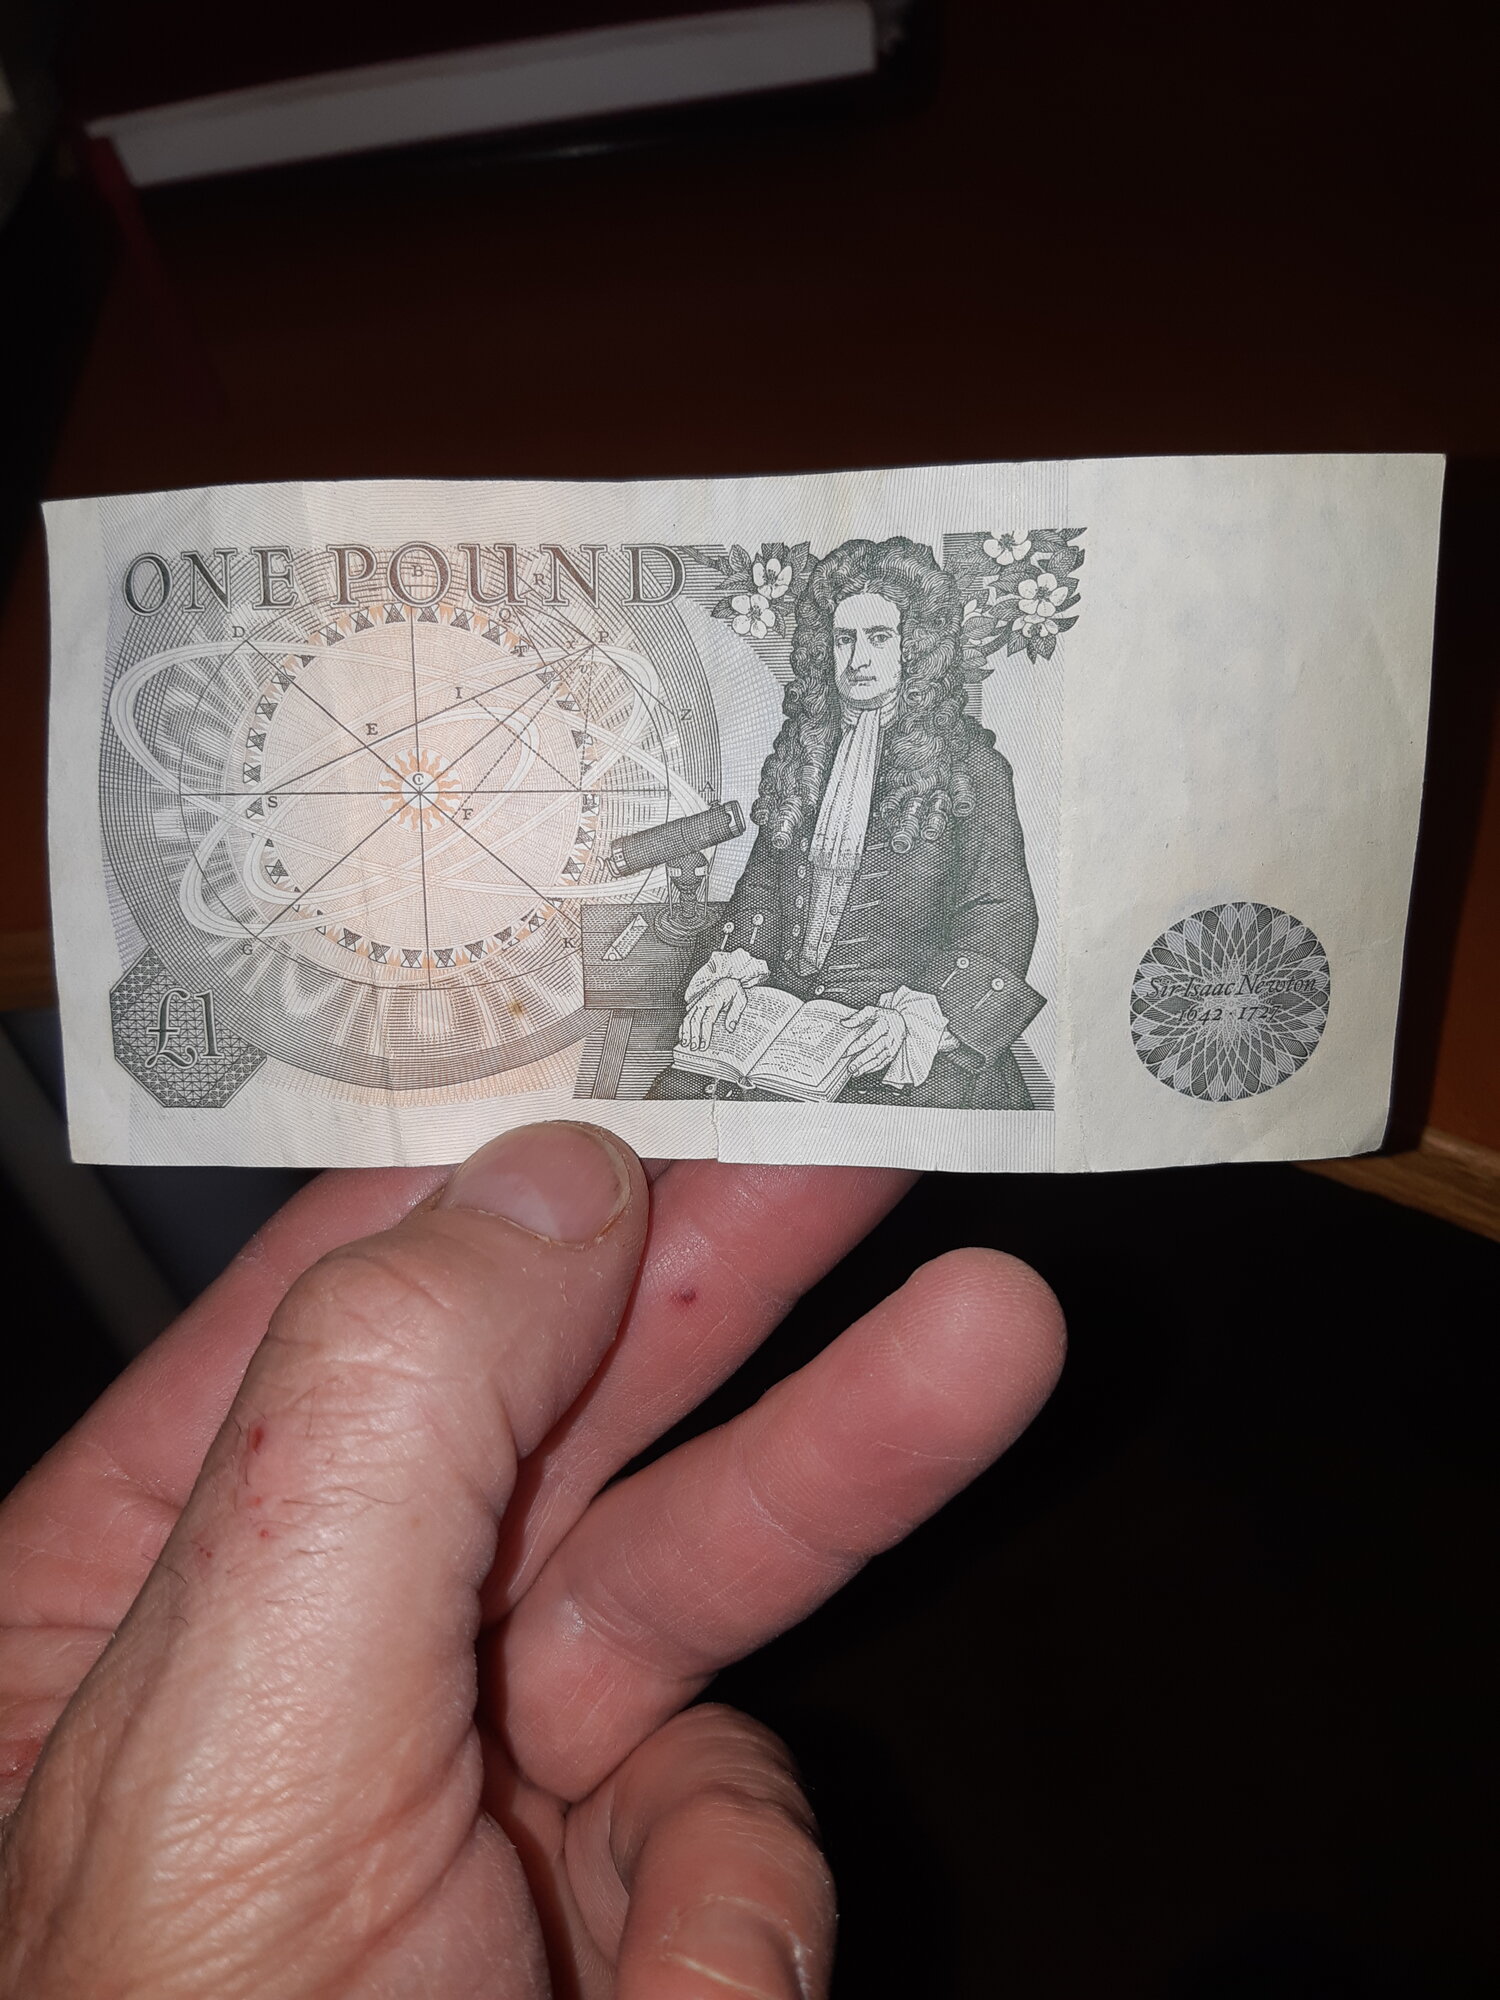 ONE POUND
B
R
D
Q
T
X
P
V
I
Z
E
C
S
H
A
F
G
K
£1
Sir Isaac Newton
1642 · 1727